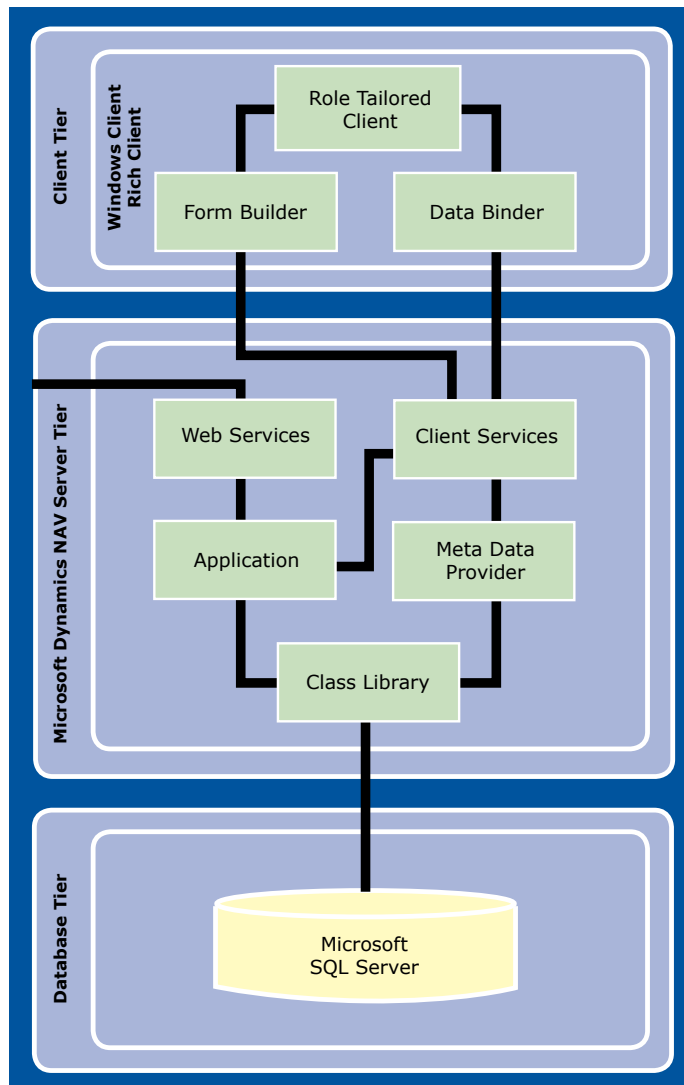 Client Tier
Windows Client
Rich Client
Role Tailored
Client
Form Builder
Data Binder
Microsoft Dynamics NAV Server Tier
Web Services
Client Services
Application
Meta Data
Provider
Class Library
Database Tier
Microsoft
SQL Server